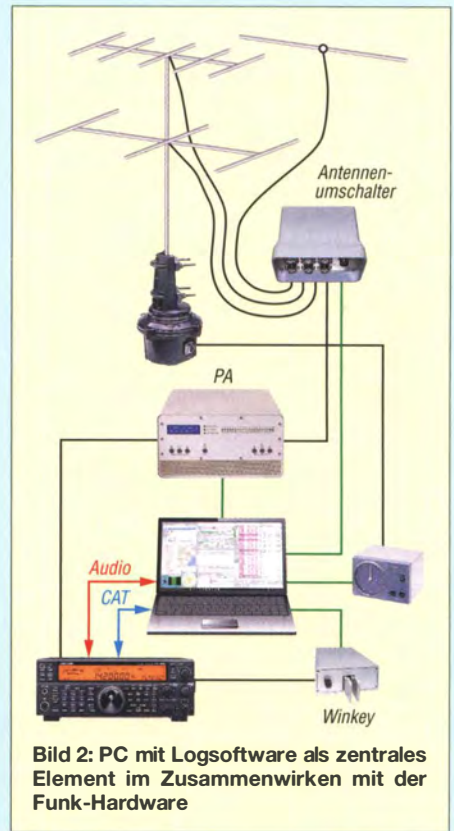 Antennen-
umschalter
PA
Audio
CAT
Winkey
Bild 2: PC mit Logsoftware als zentrales
Element im Zusammenwirken mit der
Funk-Hardware